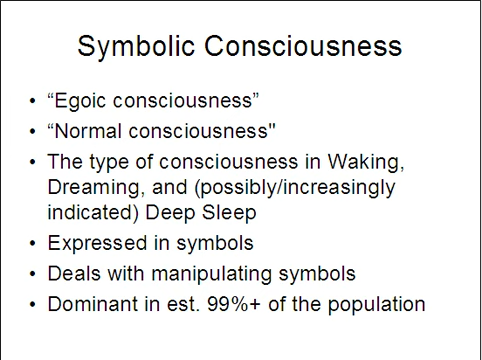 Symbolic Consciousness
• “Egoic consciousness”
• “Normal consciousness"
• The type of consciousness in Waking,
Dreaming, and (possibly/increasingly
indicated) Deep Sleep
• Expressed in symbols
• Deals with manipulating symbols
• Dominant in est. 99%+ of the population